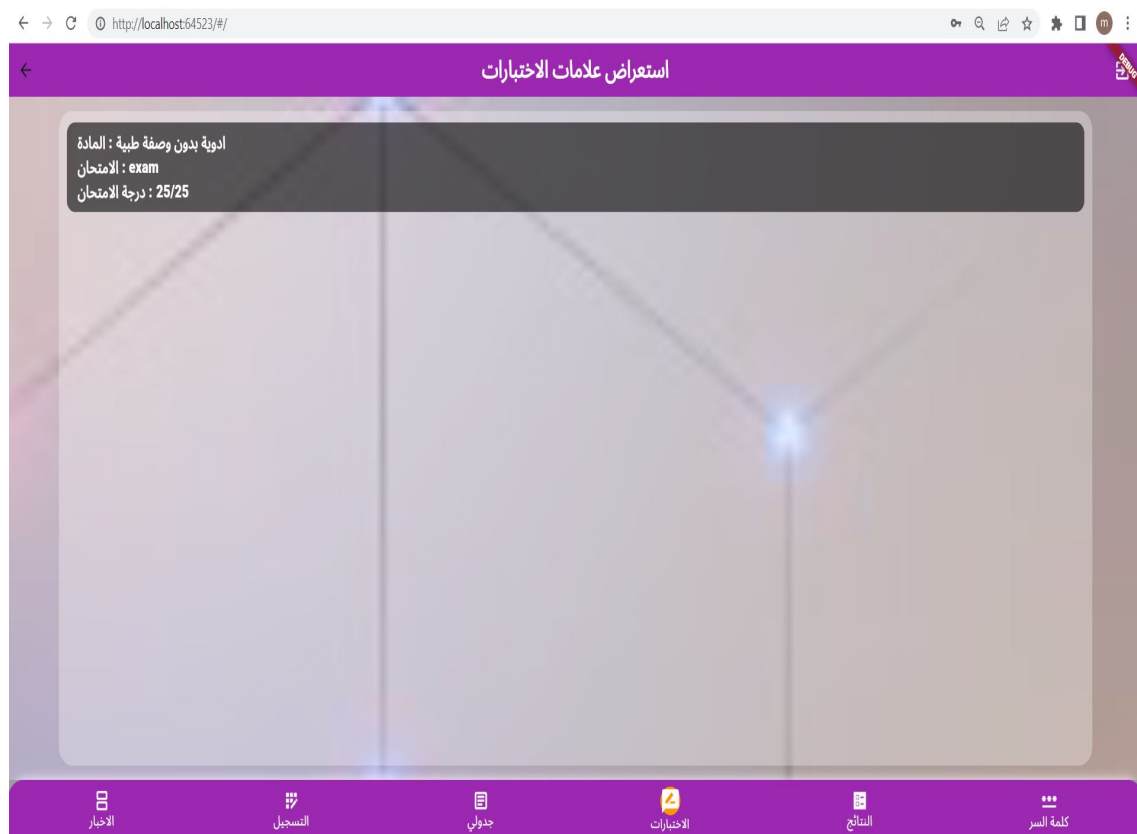 http://localhost:64523/#/
m
استعراض علامات الاختبارات
DEBUG
ادوية بدون وصفة طبية : المادة
exam : الامتحان
25/25 : درجة الامتحان
الاخبار
التسجيل
جدولي
الاختبارات
النتائج
كلمة السر